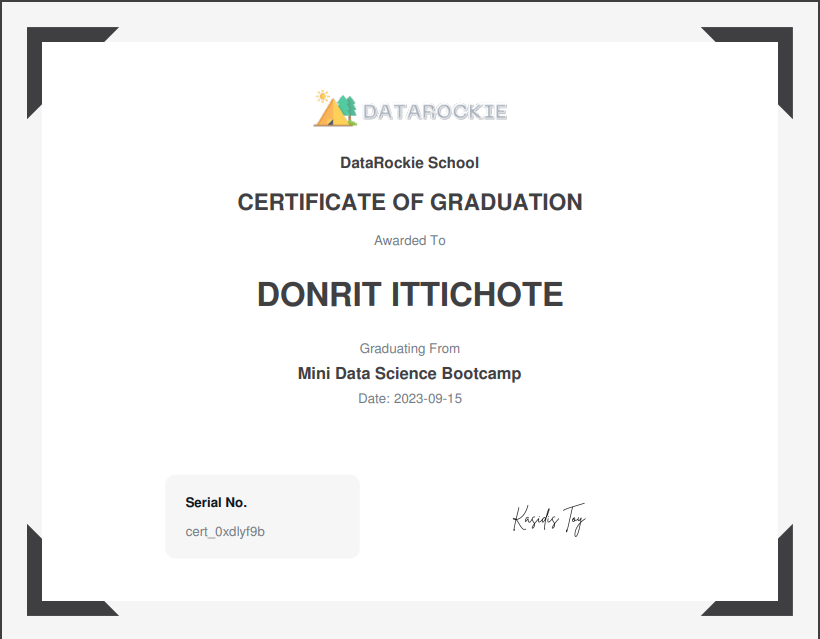 DATAROCKIE
DataRockie School
CERTIFICATE OF GRADUATION
Awarded To
DONRIT ITTICHOTE
Graduating From
Mini Data Science Bootcamp
Date: 2023-09-15
Serial No.
cert_0xdlyf9b
Kasidis Toy